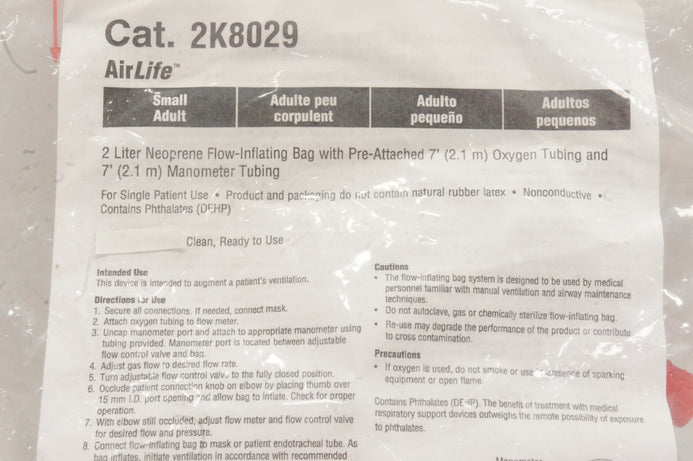 Cat. 2K8029
AirLife™
Small Adult
Adulte peu corpulent
Adulto pequeño
Adultos pequenos
2 Liter Neoprene Flow-Inflating Bag with Pre-Attached 7' (2.1 m) Oxygen Tubing and
7' (2.1 m) Manometer Tubing
For Single Patient Use • Product and packaging do not contain natural rubber latex • Nonconductive •
Contains Phthalates (DEHP)
Clean, Ready to Use
Intended Use
This device is intended to augment a patient's ventilation.
Directions for Use
1. Secure all connections. If needed, connect mask.
2. Attach oxygen tubing to flow meter.
3. Uncap manometer port and attach to appropriate manometer using
tubing provided. Manometer port is located between adjustable
flow control valve and bag.
4. Adjust gas flow to desired flow rate.
5. Turn adjustable flow control valve to the fully closed position.
6. Occlude patient connection knob on elbow by placing thumb over
15 mm I.D. port opening and allow bag to inflate. Check for proper
operation.
7. With elbow still occluded, adjust flow meter and flow control valve
for desired flow and pressure.
8. Connect flow-inflating bag to mask or patient endotracheal tube. As
bag inflates, initiate ventilation in accordance with recommended
Cautions
• The flow-inflating bag system is designed to be used by medical
personnel familiar with manual ventilation and airway maintenance
techniques.
• Do not autoclave, gas or chemically sterilize flow-inflating bag.
• Re-use may degrade the performance of the product or contribute
to cross contamination.
Precautions
• If oxygen is used, do not smoke or use in presence of sparking
equipment or open flame.
Contains Phthalates (DEHP). The benefit of treatment with medical
respiratory support devices outweighs the remote possibility of exposure
to phthalates.
Manometer